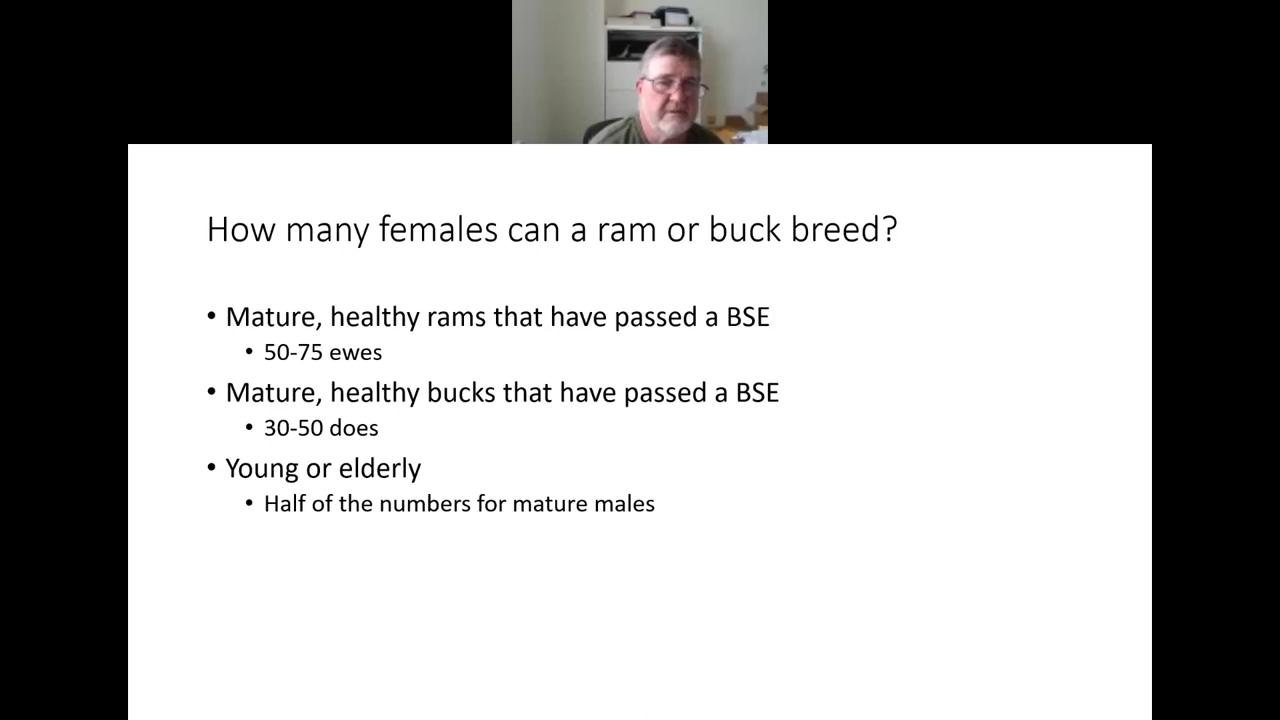 How many females can a ram or buck breed?
• Mature, healthy rams that have passed a BSE
• 50-75 ewes
• Mature, healthy bucks that have passed a BSE
• 30-50 does
• Young or elderly
• Half of the numbers for mature males